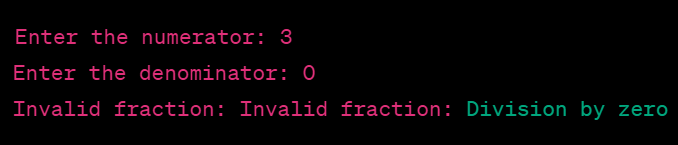 Enter the numerator: 3
Enter the denominator: 0
Invalid fraction: Invalid fraction: Division by zero